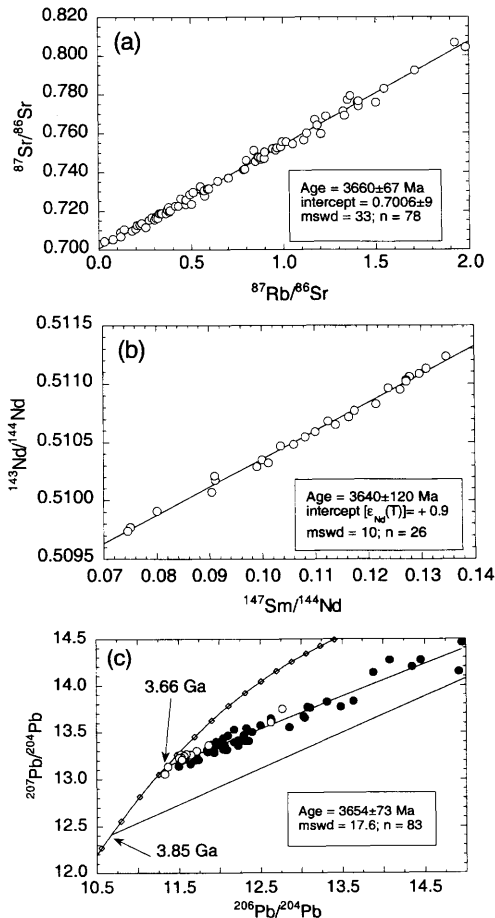 (a)
0.820
0.800
0.780
0.760
0.740
0.720
0.700
87Sr/86Sr
Age = 3660±67 Ma
intercept = 0.7006±9
mswd = 33; n = 78
0.0 0.5 1.0 1.5 2.0
87Rb/86Sr
(b)
0.5115
0.5110
0.5105
0.5100
0.5095
143Nd/144Nd
Age = 3640±120 Ma
intercept [εNd(T)]= + 0.9
mswd = 10; n = 26
0.07 0.08 0.09 0.10 0.11 0.12 0.13 0.14
147Sm/144Nd
(c)
14.5
14.0
13.5
13.0
12.5
12.0
207Pb/204Pb
3.66 Ga
3.85 Ga
Age = 3654±73 Ma
mswd = 17.6; n = 83
10.5 11.5 12.5 13.5 14.5
206Pb/204Pb